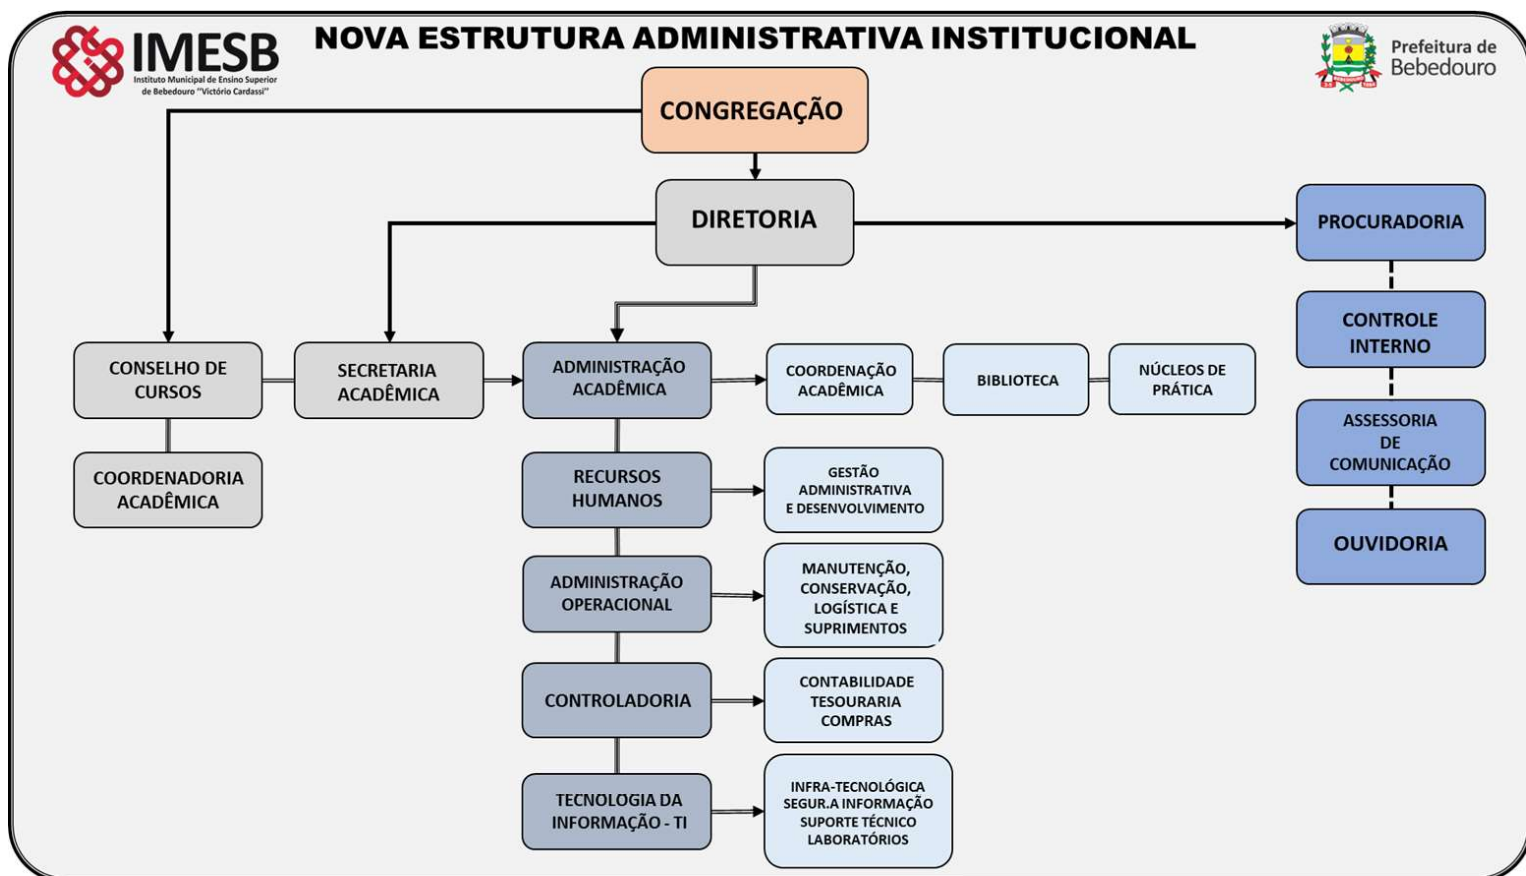 IMESB
Instituto Municipal de Ensino Superior
de Bebedouro "Victório Cardassi"
NOVA ESTRUTURA ADMINISTRATIVA INSTITUCIONAL
Prefeitura de
Bebedouro
CONGREGAÇÃO
DIRETORIA
PROCURADORIA
CONTROLE
INTERNO
ASSESSORIA
DE
COMUNICAÇÃO
OUVIDORIA
CONSELHO DE
CURSOS
SECRETARIA
ACADÊMICA
ADMINISTRAÇÃO
ACADÊMICA
COORDENAÇÃO
ACADÊMICA
BIBLIOTECA
NÚCLEOS DE
PRÁTICA
COORDENADORIA
ACADÊMICA
RECURSOS
HUMANOS
GESTÃO
ADMINISTRATIVA
E DESENVOLVIMENTO
ADMINISTRAÇÃO
OPERACIONAL
MANUTENÇÃO,
CONSERVAÇÃO,
LOGÍSTICA E
SUPRIMENTOS
CONTROLADORIA
CONTABILIDADE
TESOURARIA
COMPRAS
TECNOLOGIA DA
INFORMAÇÃO - TI
INFRA-TECNOLÓGICA
SEGUR.A INFORMAÇÃO
SUPORTE TÉCNICO
LABORATÓRIOS